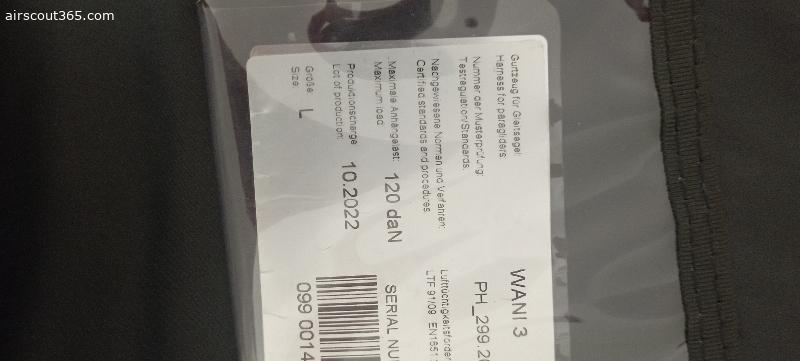 airscout365.com
Gurtzeug für Gleitsegel:
Harness for paragliders:
WANI 3
Nummer der Musterprüfung:
Testregulation/Standards:
PH_299.20
Nachgewiesene Normen und Verfahren:
Certified standards and procedures
LTF 91/09
Maximale Anhängelast:
Maximum load:
120 daN
SERIAL NU
Produktionscharge
Lot of production:
10.2022
Größe:
Size:
L
099 0014